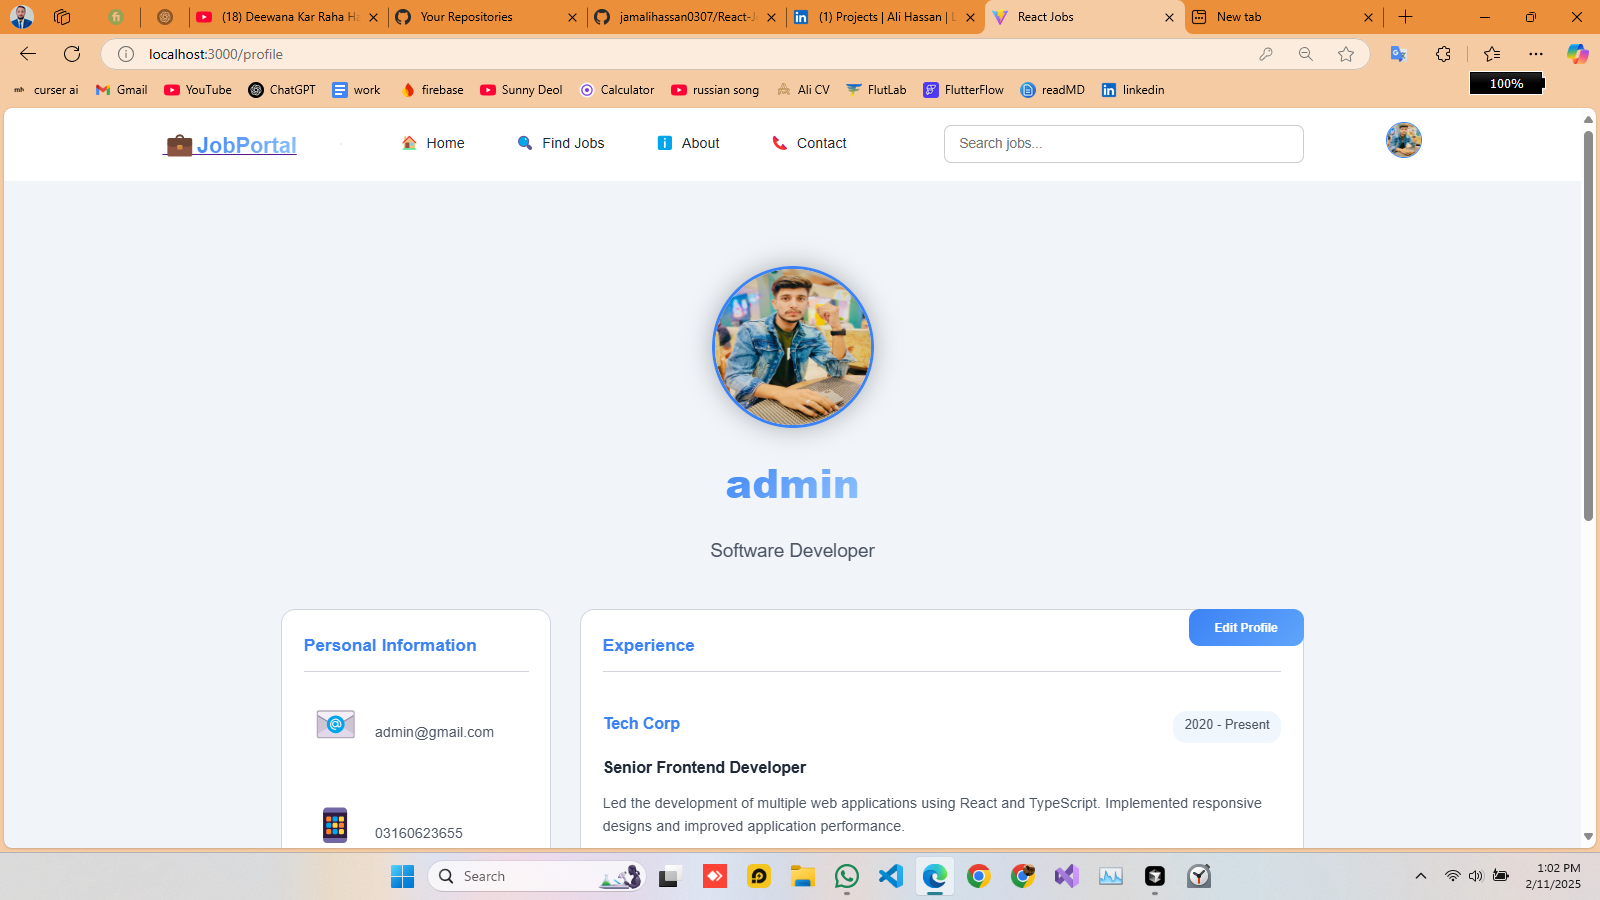 (18) Deewana Kar Raha Ha
Your Repositories
jamalihassan0307/React-Jo
(1) Projects | Ali Hassan | L
React Jobs
New tab
localhost:3000/profile
curser ai
Gmail
YouTube
ChatGPT
work
firebase
Sunny Deol
Calculator
russian song
Ali CV
FlutLab
FlutterFlow
readMD
linkedin
100%
JobPortal
Home
Find Jobs
About
Contact
Search jobs...
admin
Software Developer
Personal Information
admin@gmail.com
03160623655
Experience
Edit Profile
Tech Corp
2020 - Present
Senior Frontend Developer
Led the development of multiple web applications using React and TypeScript. Implemented responsive
designs and improved application performance.
Search
1:02 PM
2/11/2025